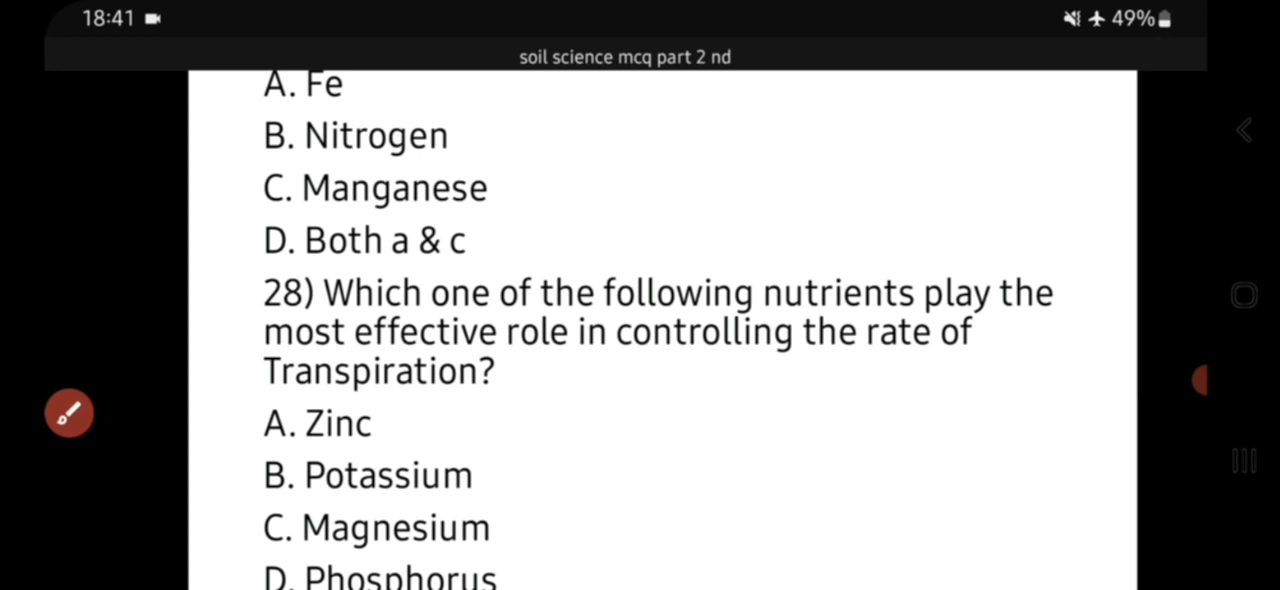 18:41
49%
soil science mcq part 2 nd
A. Fe
B. Nitrogen
C. Manganese
D. Both a & c
28) Which one of the following nutrients play the
most effective role in controlling the rate of
Transpiration?
A. Zinc
B. Potassium
C. Magnesium
D. Phosphorus